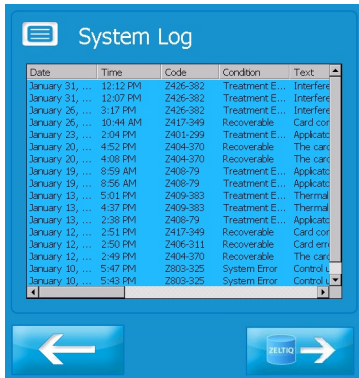 System Log
Date Time Code Condition Text
January 31, ... 12:12 PM Z426-382 Treatment E... Interfere
January 31, ... 12:07 PM Z426-382 Treatment E... Interfere
January 26, ... 3:17 PM Z426-382 Treatment E... Interfere
January 26, ... 10:44 AM Z417-349 Recoverable Card cor
January 23, ... 2:04 PM Z401-299 Treatment E... Applicato
January 20, ... 4:52 PM Z404-370 Recoverable The card
January 20, ... 4:08 PM Z404-370 Recoverable The card
January 19, ... 8:59 AM Z408-79 Treatment E... Applicato
January 19, ... 8:56 AM Z408-79 Treatment E... Applicato
January 13, ... 5:01 PM Z409-383 Treatment E... Thermal
January 13, ... 4:37 PM Z409-383 Treatment E... Thermal
January 13, ... 2:38 PM Z408-79 Treatment E... Applicato
January 12, ... 2:51 PM Z417-349 Recoverable Card cor
January 12, ... 2:50 PM Z406-311 Recoverable Card erro
January 12, ... 2:49 PM Z404-370 Recoverable The card
January 10, ... 5:47 PM Z803-325 System Error Control u
January 10, ... 5:43 PM Z803-325 System Error Control u
ZELTIQ